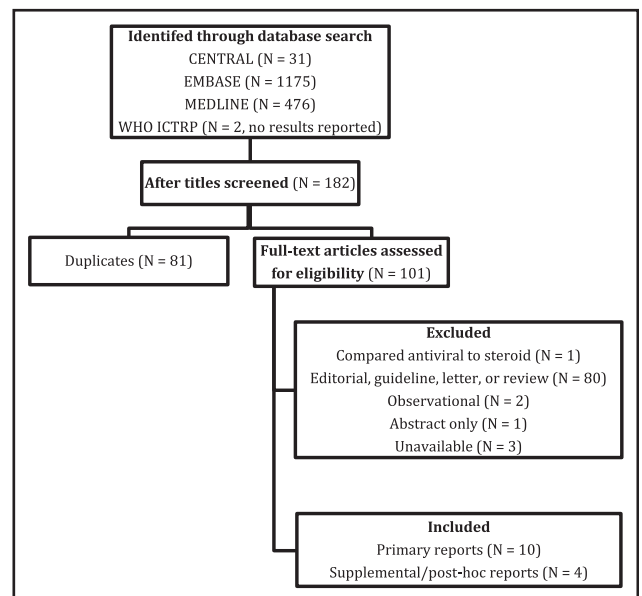 Identifed through database search
CENTRAL (N = 31)
EMBASE (N = 1175)
MEDLINE (N = 476)
WHO ICTRP (N = 2, no results reported)
After titles screened (N = 182)
Duplicates (N = 81)
Full-text articles assessed
for eligibility (N = 101)
Excluded
Compared antiviral to steroid (N = 1)
Editorial, guideline, letter, or review (N = 80)
Observational (N = 2)
Abstract only (N = 1)
Unavailable (N = 3)
Included
Primary reports (N = 10)
Supplemental/post-hoc reports (N = 4)